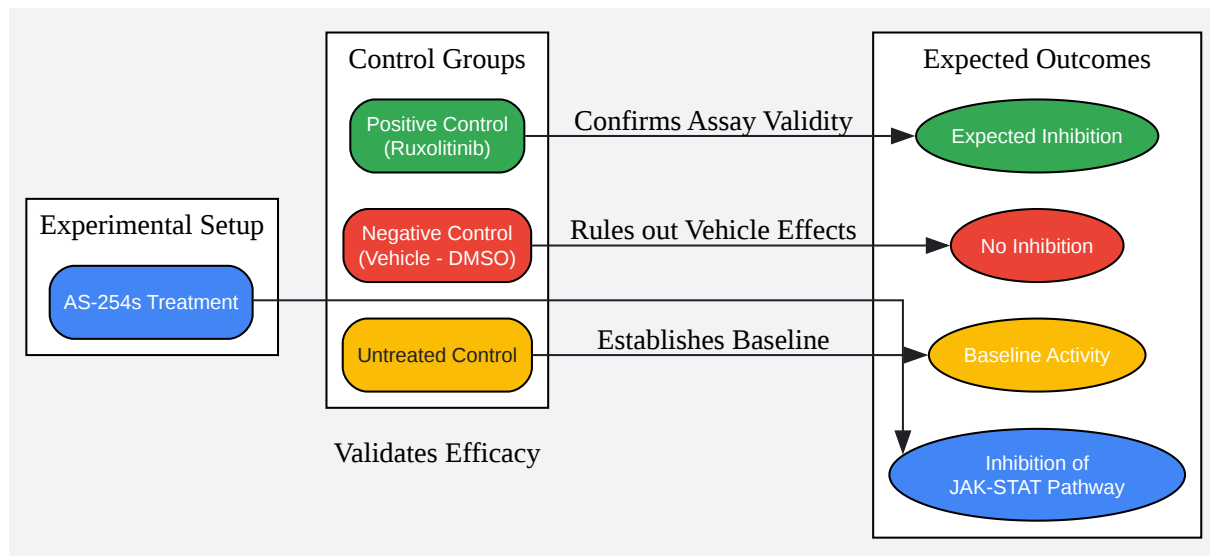 Experimental Setup
AS-254s Treatment
Control Groups
Positive Control
(Ruxolitinib)
Negative Control
(Vehicle - DMSO)
Untreated Control
Confirms Assay Validity
Rules out Vehicle Effects
Establishes Baseline
Validates Efficacy
Expected Outcomes
Expected Inhibition
No Inhibition
Baseline Activity
Inhibition of
JAK-STAT Pathway